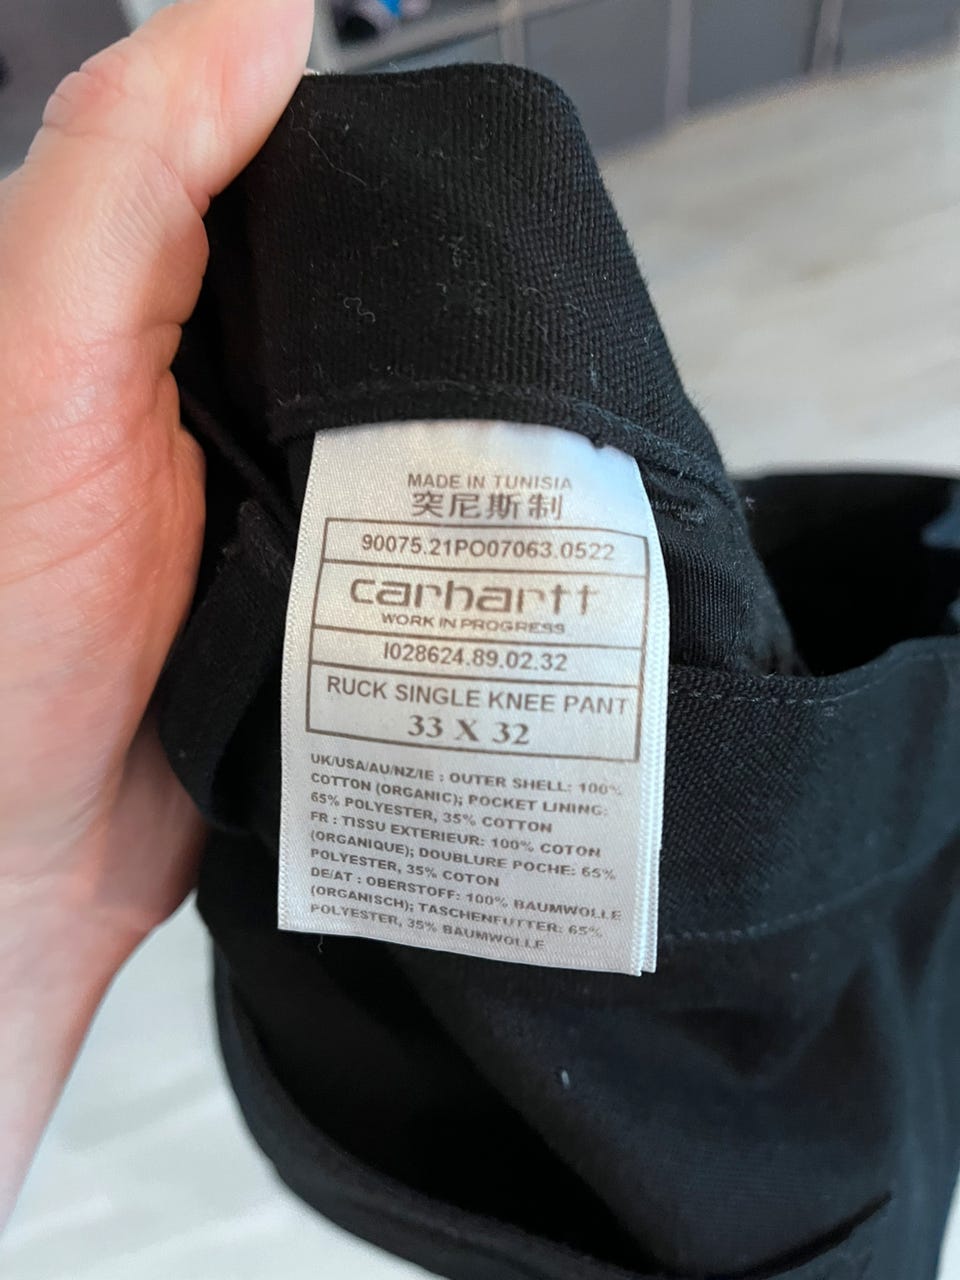 MADE IN TUNISIA
突尼斯制
90075.21PO07063.0522
carhartt
WORK IN PROGRESS
I028624.89.02.32
RUCK SINGLE KNEE PANT
33 X 32
UK/USA/AU/NZ/IE : OUTER SHELL: 100%
COTTON (ORGANIC); POCKET LINING:
65% POLYESTER, 35% COTTON
FR : TISSU EXTERIEUR: 100% COTON
(ORGANIQUE); DOUBLURE POCHE: 65%
POLYESTER, 35% COTON
DE/AT : OBERSTOFF: 100% BAUMWOLLE
(ORGANISCH); TASCHENFUTTER: 65%
POLYESTER, 35% BAUMWOLLE